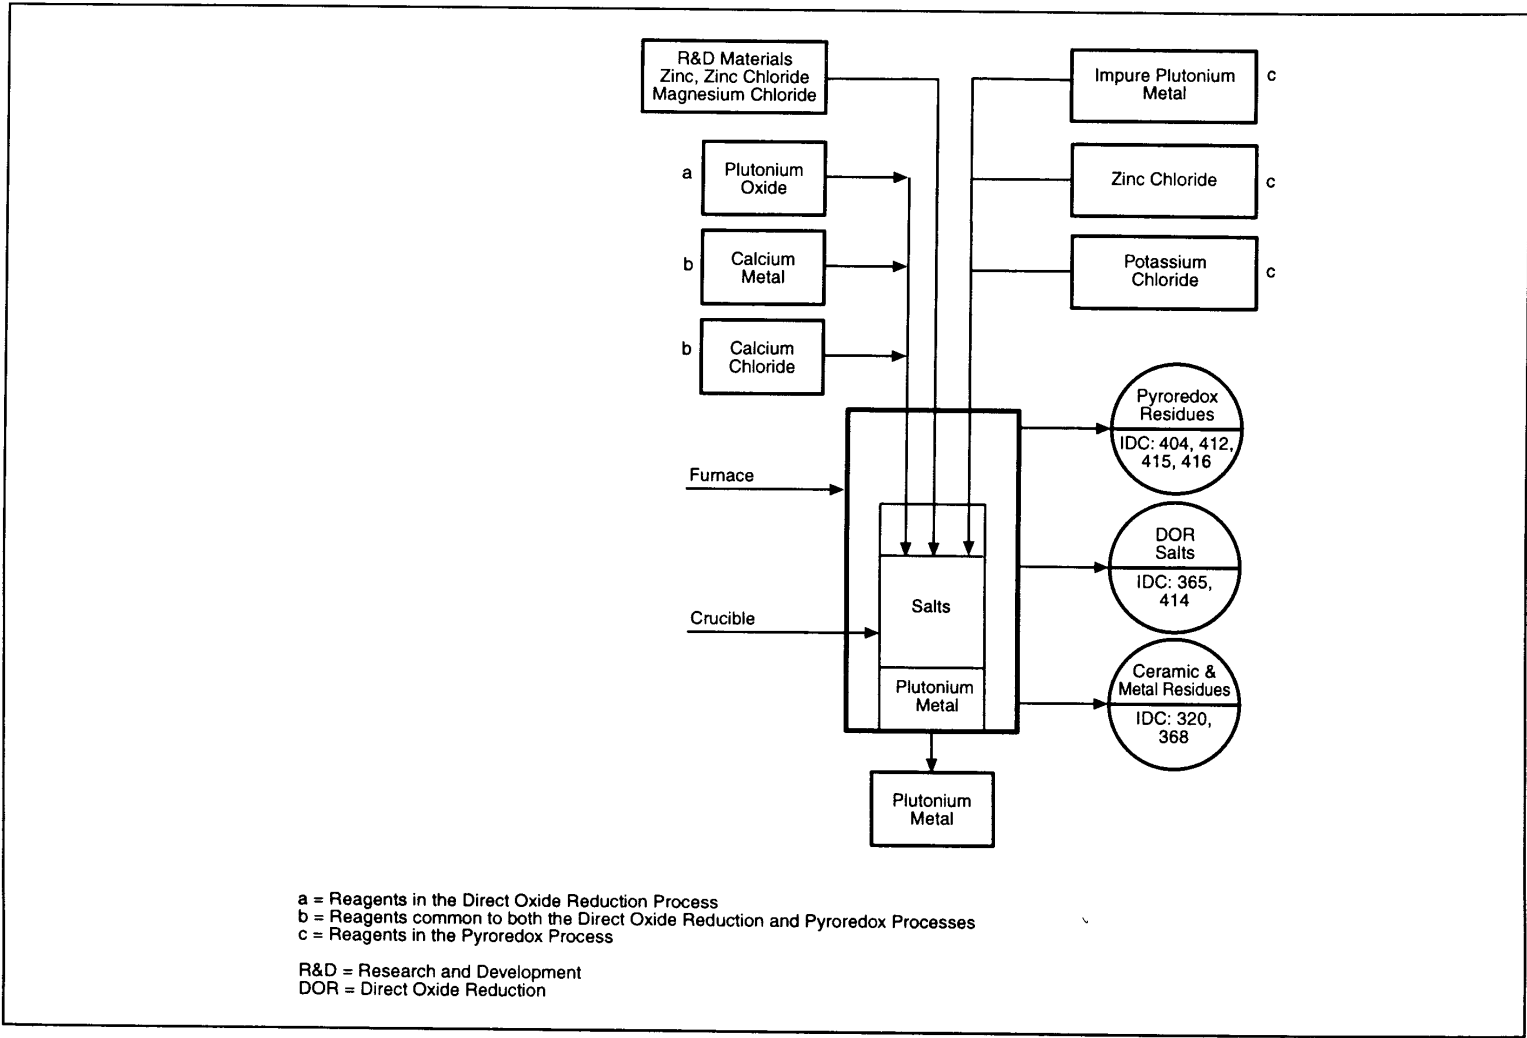 R&D Materials
Zinc, Zinc Chloride
Magnesium Chloride
Impure Plutonium
Metal
c
a
Plutonium
Oxide
Zinc Chloride
c
b
Calcium
Metal
Potassium
Chloride
c
b
Calcium
Chloride
Pyroredox
Residues
IDC: 404, 412,
415, 416
Furnace
DOR
Salts
IDC: 365,
414
Salts
Crucible
Ceramic &
Metal Residues
IDC: 320,
368
Plutonium
Metal
Plutonium
Metal
a = Reagents in the Direct Oxide Reduction Process
b = Reagents common to both the Direct Oxide Reduction and Pyroredox Processes
c = Reagents in the Pyroredox Process
R&D = Research and Development
DOR = Direct Oxide Reduction